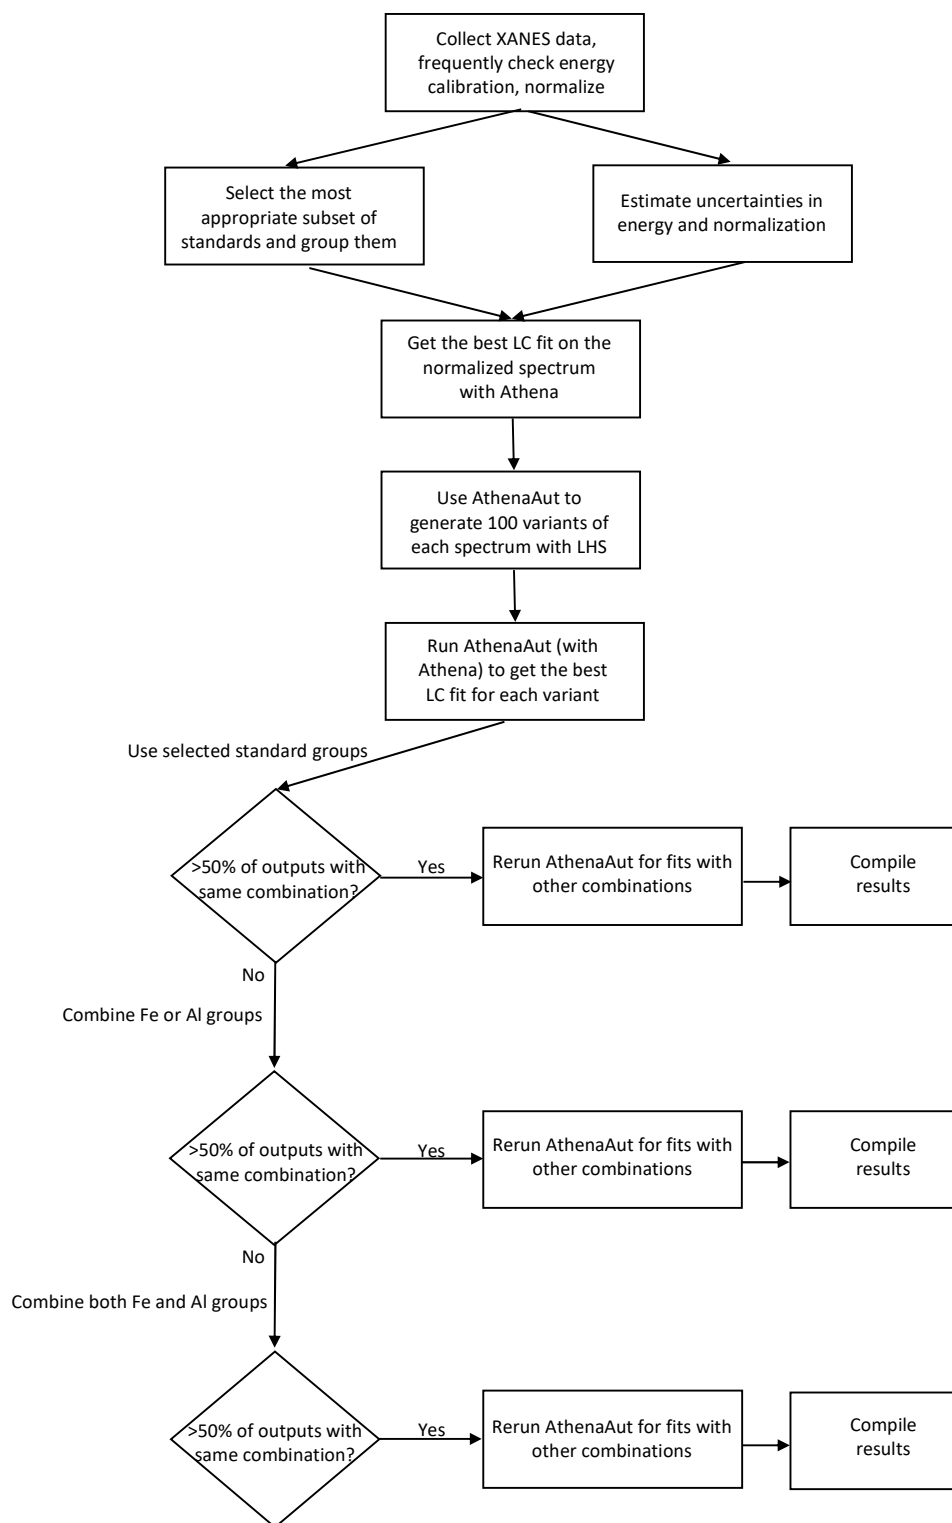 Collect XANES data,
frequently check energy
calibration, normalize
Select the most
appropriate subset of
standards and group them
Estimate uncertainties in
energy and normalization
Get the best LC fit on the
normalized spectrum
with Athena
Use AthenaAut to
generate 100 variants of
each spectrum with LHS
Run AthenaAut (with
Athena) to get the best
LC fit for each variant
Use selected standard groups
>50% of outputs with
same combination?
Yes
Rerun AthenaAut for fits with
other combinations
Compile
results
No
Combine Fe or Al groups
>50% of outputs with
same combination?
Yes
Rerun AthenaAut for fits with
other combinations
Compile
results
No
Combine both Fe and Al groups
>50% of outputs with
same combination?
Yes
Rerun AthenaAut for fits with
other combinations
Compile
results